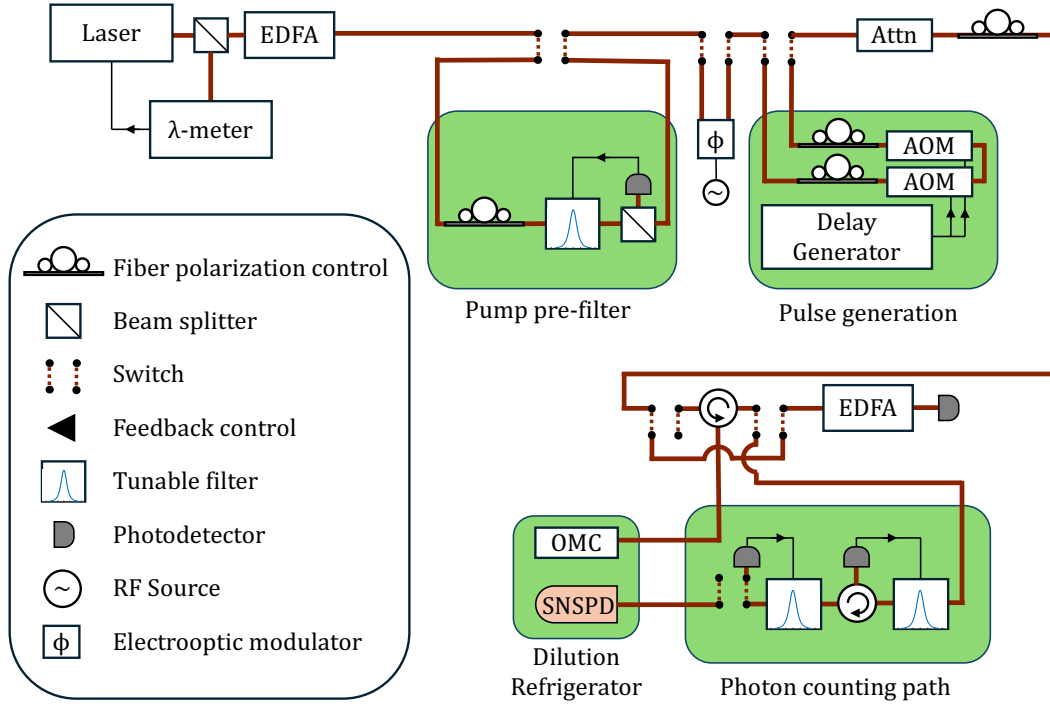 Laser
EDFA
λ-meter
Attn
ϕ
~
AOM
AOM
Delay
Generator
Pump pre-filter
Pulse generation
Fiber polarization control
Beam splitter
Switch
Feedback control
Tunable filter
Photodetector
~
RF Source
ϕ
Electrooptic modulator
EDFA
OMC
SNSPD
Dilution
Refrigerator
Photon counting path